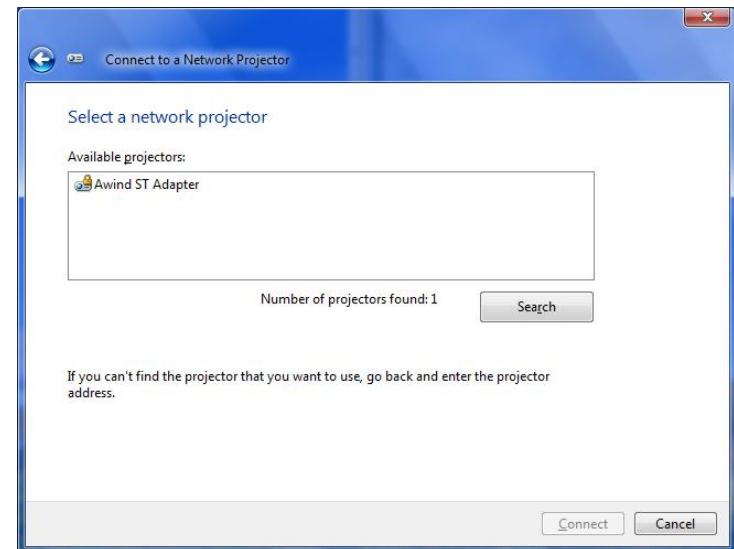 Connect to a Network Projector
Select a network projector
Available projectors:
Awind ST Adapter
Number of projectors found: 1
Search
If you can't find the projector that you want to use, go back and enter the projector
address.
Connect
Cancel